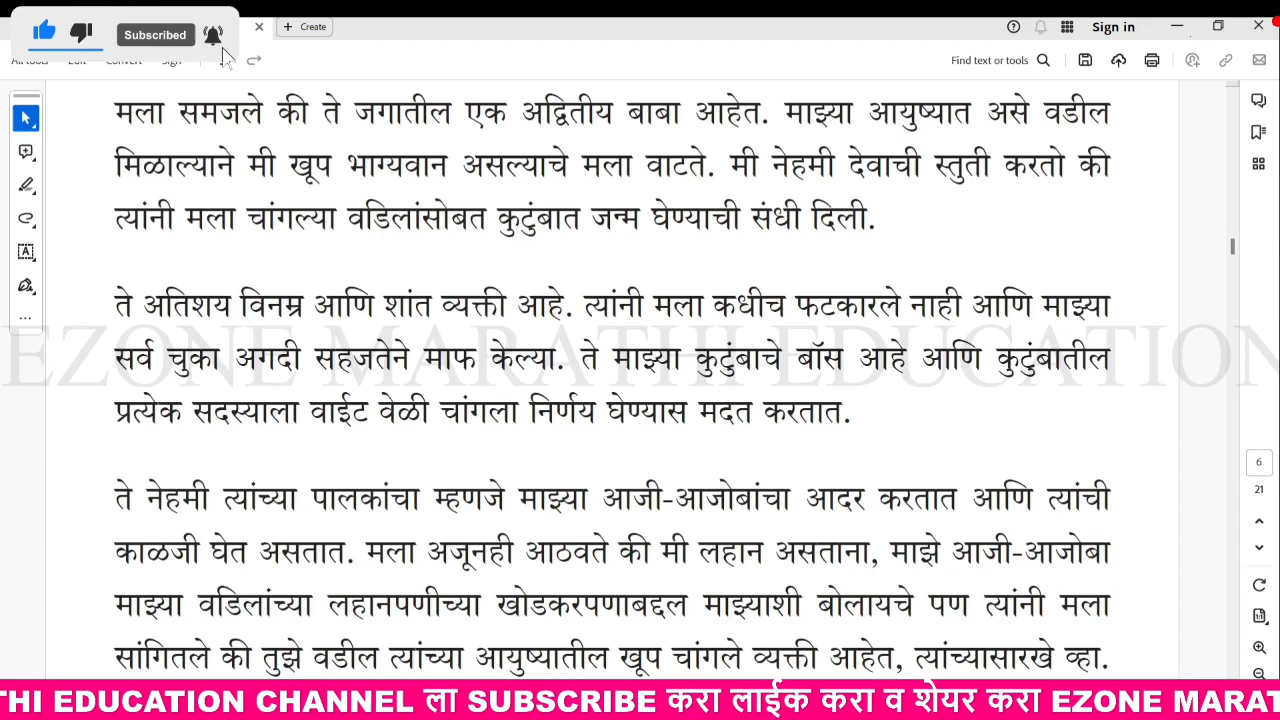 Subscribed
Create
Sign in
Find text or tools
मला समजले की ते जगातील एक अद्वितीय बाबा आहेत. माझ्या आयुष्यात असे वडील
मिळाल्याने मी खूप भाग्यवान असल्याचे मला वाटते. मी नेहमी देवाची स्तुती करतो की
त्यांनी मला चांगल्या वडिलांसोबत कुटुंबात जन्म घेण्याची संधी दिली.
ते अतिशय विनम्र आणि शांत व्यक्ती आहे. त्यांनी मला कधीच फटकारले नाही आणि माझ्या
EZONE MARATHI EDUCATION
सर्व चुका अगदी सहजतेने माफ केल्या. ते माझ्या कुटुंबाचे बॉस आहे आणि कुटुंबातील
प्रत्येक सदस्याला वाईट वेळी चांगला निर्णय घेण्यास मदत करतात.
6
21
ते नेहमी त्यांच्या पालकांचा म्हणजे माझ्या आजी-आजोबांचा आदर करतात आणि त्यांची
काळजी घेत असतात. मला अजूनही आठवते की मी लहान असताना, माझे आजी-आजोबा
माझ्या वडिलांच्या लहानपणीच्या खोडकरपणाबद्दल माझ्याशी बोलायचे पण त्यांनी मला
सांगितले की तुझे वडील त्यांच्या आयुष्यातील खूप चांगले व्यक्ती आहेत, त्यांच्यासारखे व्हा.
THI EDUCATION CHANNEL ला SUBSCRIBE करा लाईक करा व शेयर करा EZONE MARAT